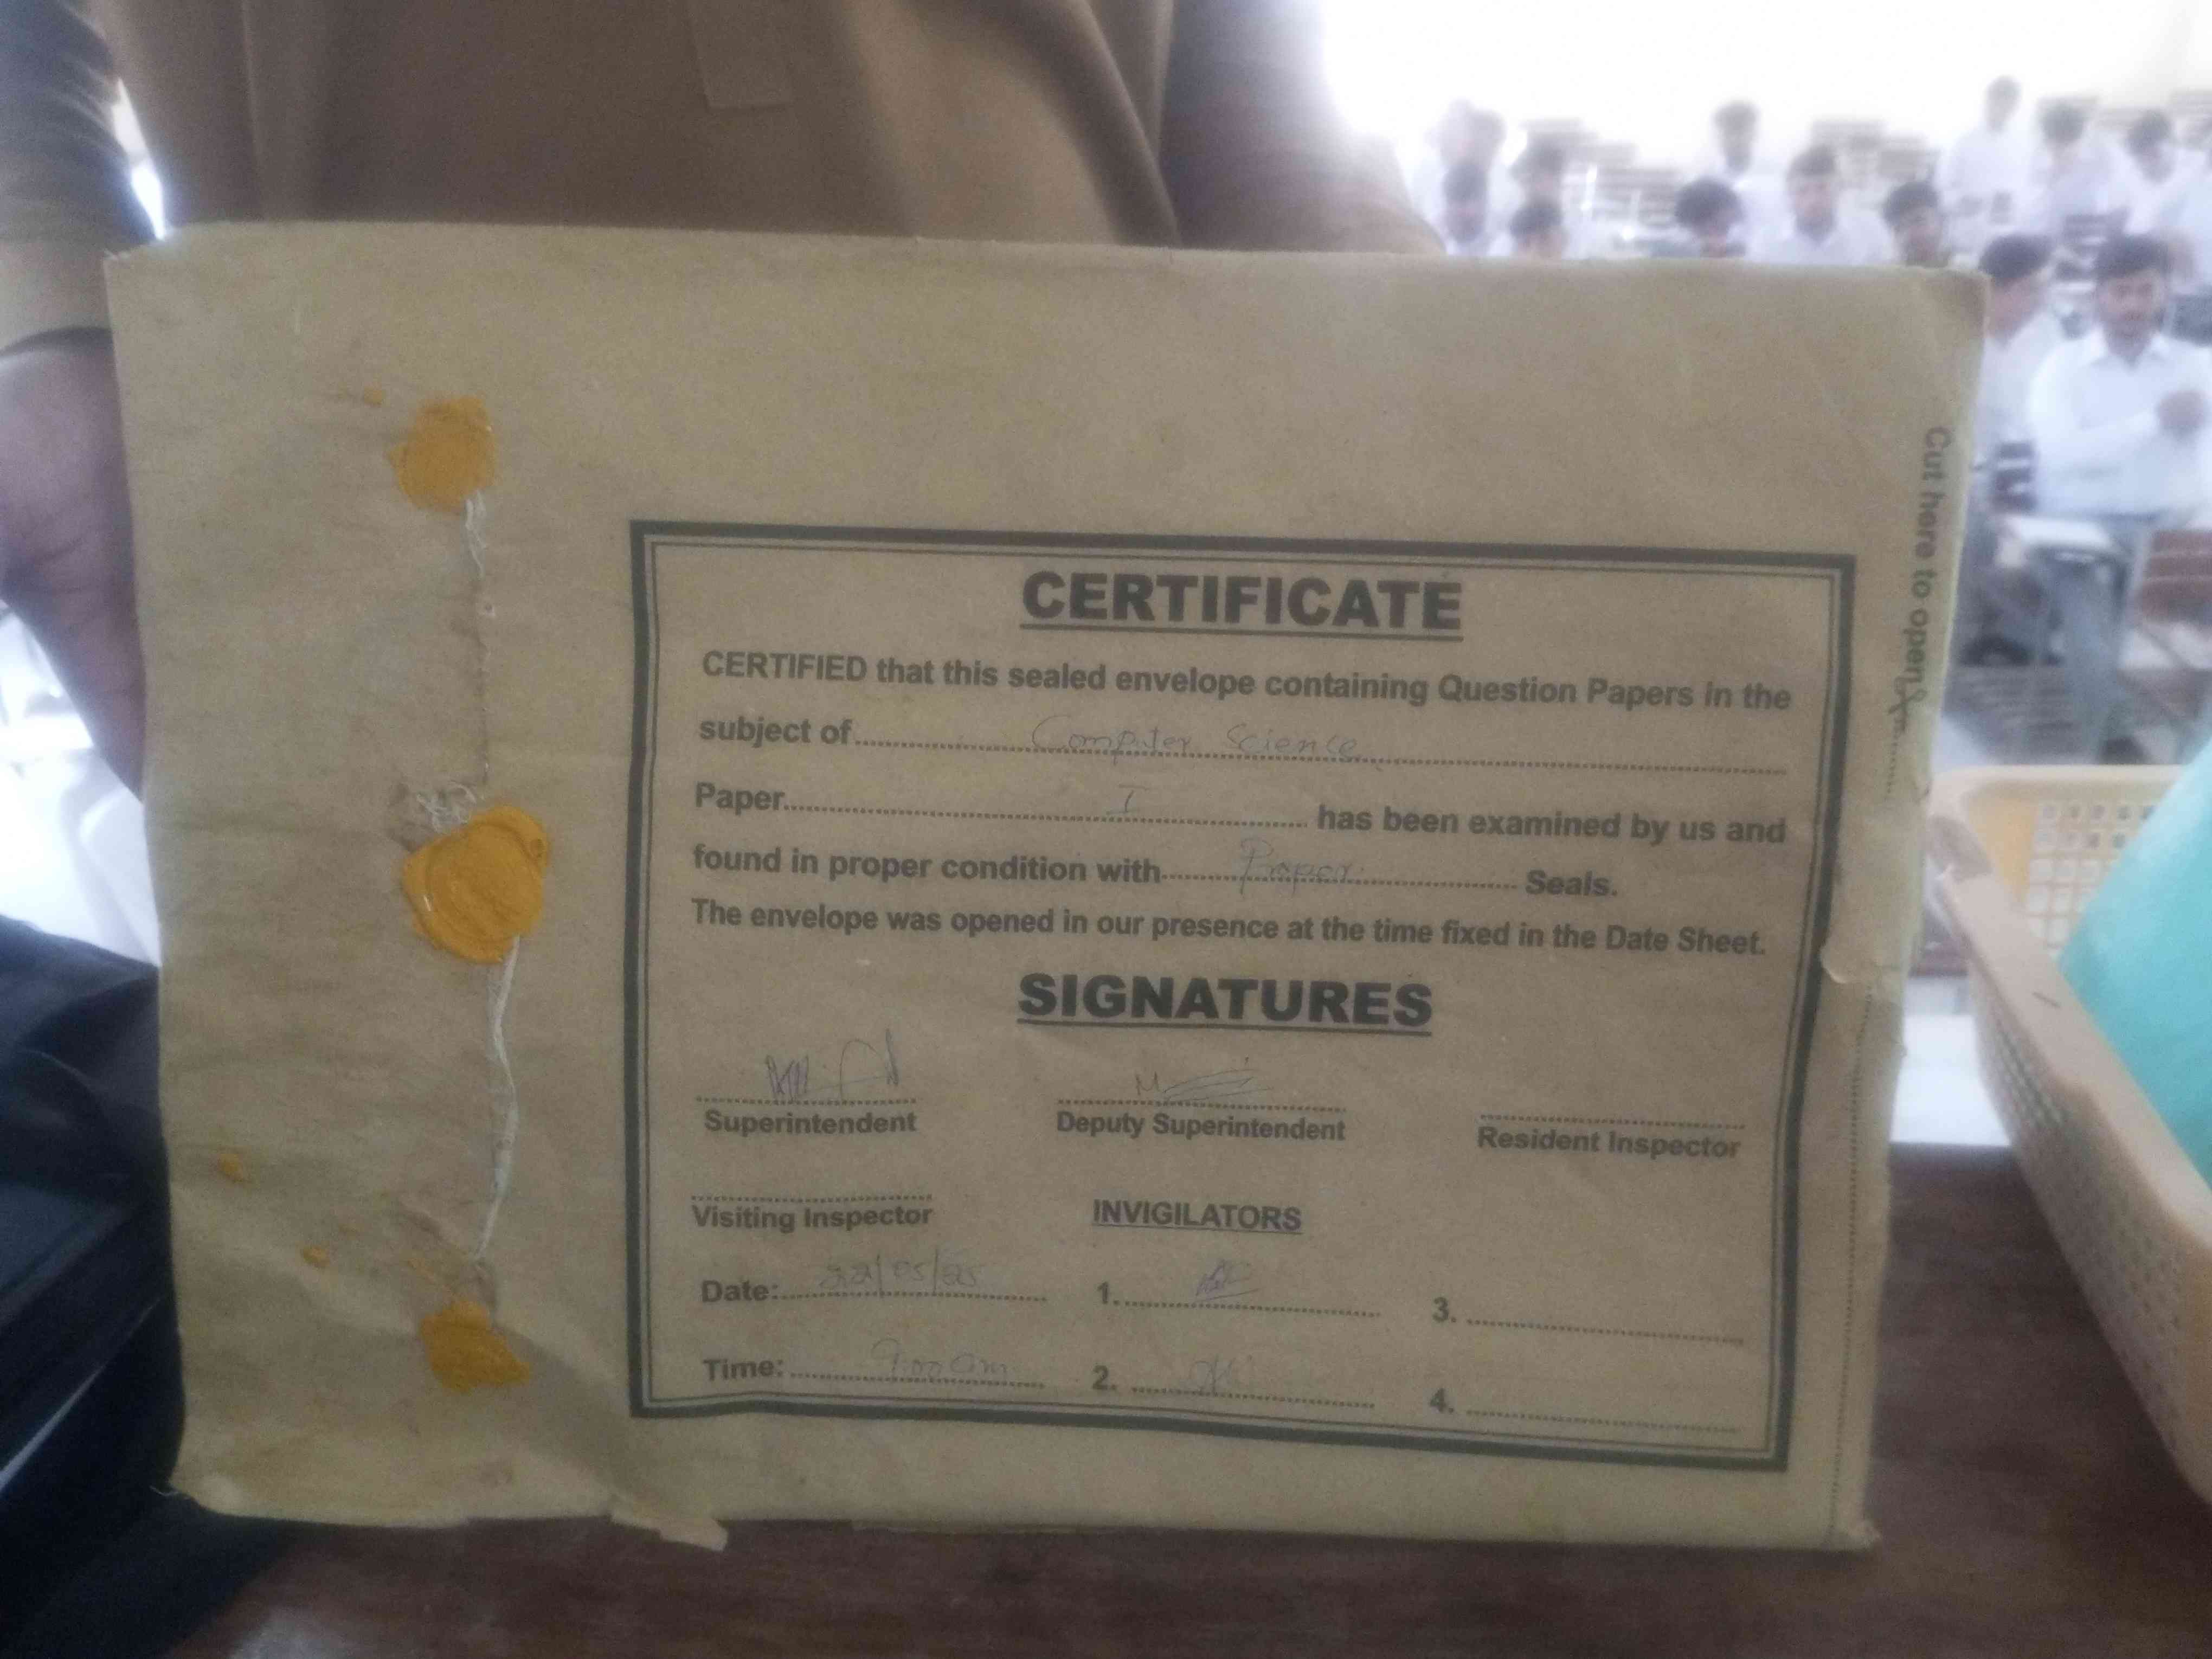 CERTIFICATE
CERTIFIED that this sealed envelope containing Question Papers in the
subject of Computer Science
Paper I has been examined by us and
found in proper condition with Proper Seals.
The envelope was opened in our presence at the time fixed in the Date Sheet.
SIGNATURES
Superintendent Deputy Superintendent Resident Inspector
Visiting Inspector INVIGILATORS
Date: 22/05/25 1. 3.
Time: 9:00 am 2. 4.
Cut here to open